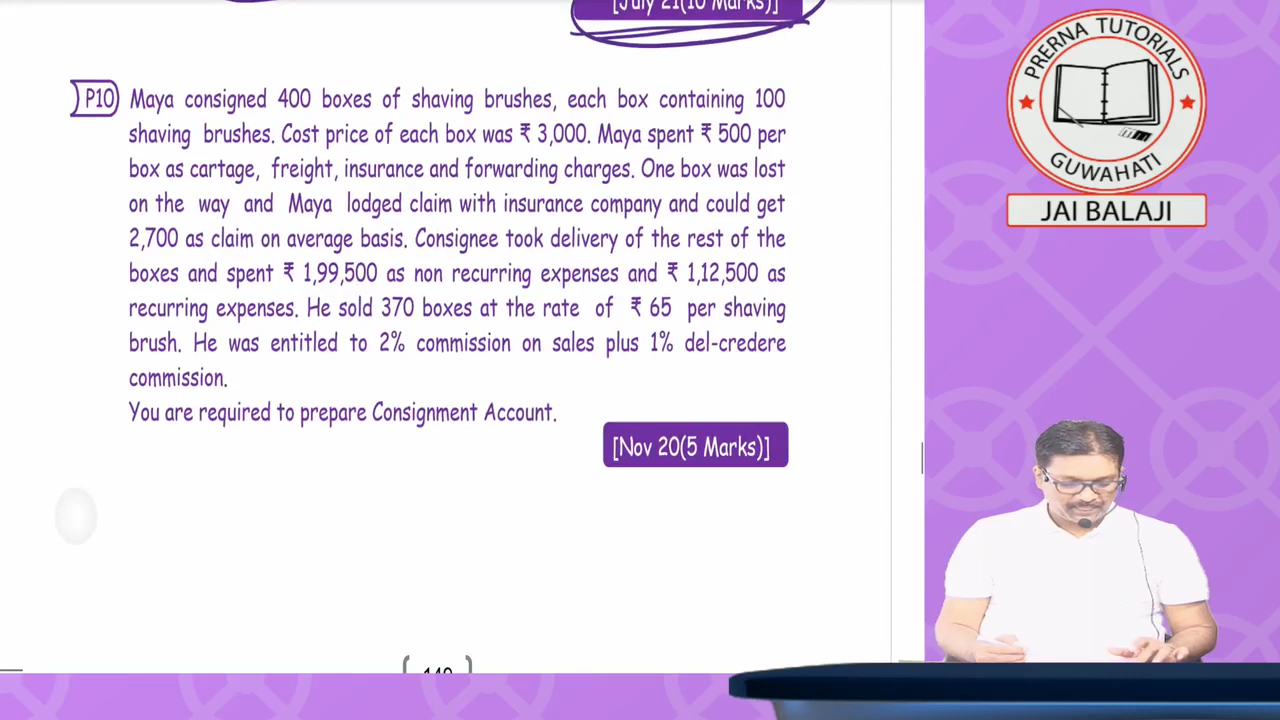 [July 21(10 Marks)]
P10 Maya consigned 400 boxes of shaving brushes, each box containing 100
shaving brushes. Cost price of each box was ₹ 3,000. Maya spent ₹ 500 per
box as cartage, freight, insurance and forwarding charges. One box was lost
on the way and Maya lodged claim with insurance company and could get
2,700 as claim on average basis. Consignee took delivery of the rest of the
boxes and spent ₹ 1,99,500 as non recurring expenses and ₹ 1,12,500 as
recurring expenses. He sold 370 boxes at the rate of ₹ 65 per shaving
brush. He was entitled to 2% commission on sales plus 1% del-credere
commission.
You are required to prepare Consignment Account.
[Nov 20(5 Marks)]
PRERNA TUTORIALS
GUWAHATI
JAI BALAJI